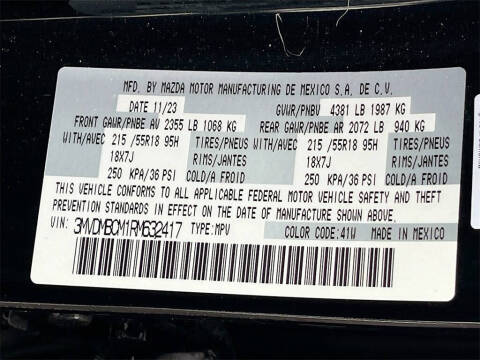 MFD. BY MAZDA MOTOR MANUFACTURING DE MEXICO S.A. DE C.V.
DATE 11/23 GVWR/PNBV 4381 LB 1987 KG
FRONT GAWR/PNBE AV 2355 LB 1068 KG REAR GAWR/PNBE AR 2072 LB 940 KG
WITH/AVEC 215 /55R18 95H TIRES/PNEUS WITH/AVEC 215 /55R18 95H TIRES/PNEUS
18X7J RIMS/JANTES 18X7J RIMS/JANTES
250 KPA/36 PSI COLD/A FROID 250 KPA/36 PSI COLD/A FROID
THIS VEHICLE CONFORMS TO ALL APPLICABLE FEDERAL MOTOR VEHICLE SAFETY AND THEFT
PREVENTION STANDARDS IN EFFECT ON THE DATE OF MANUFACTURE SHOWN ABOVE.
VIN: 3MVDMBCM1RM632417 TYPE:MPV COLOR CODE:41W MADE IN MEXICO